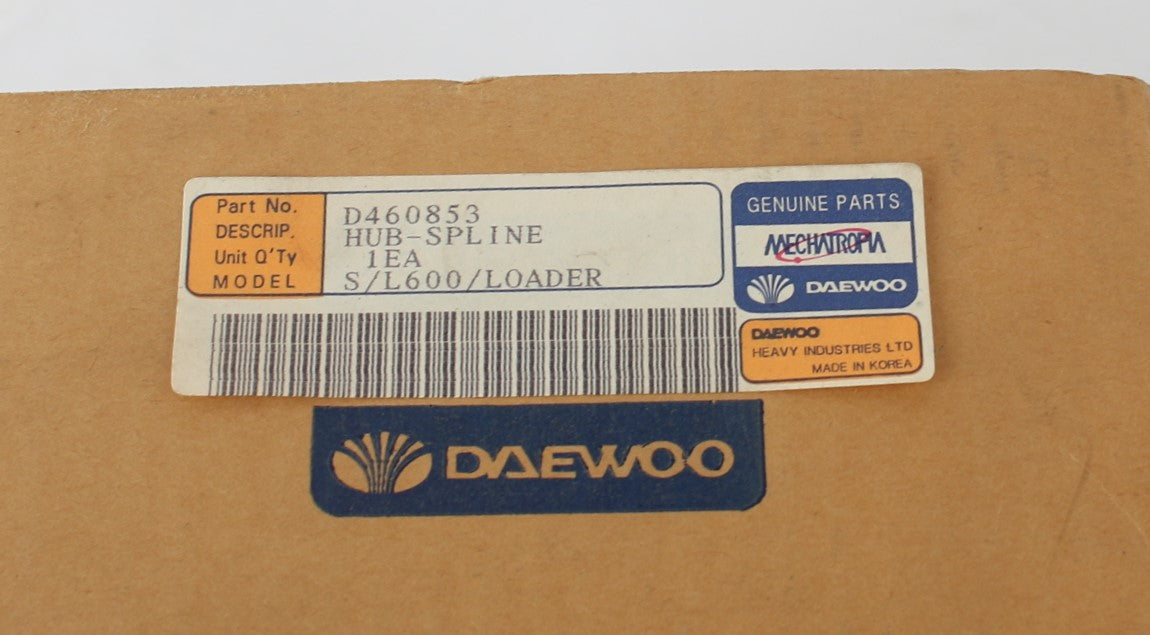 Part No. D460853
DESCRIP. HUB-SPLINE
Unit Q'Ty 1EA
MODEL S/L600/LOADER
GENUINE PARTS
MECHATROPIA
DAEWOO
DAEWOO
HEAVY INDUSTRIES LTD
MADE IN KOREA
DAEWOO